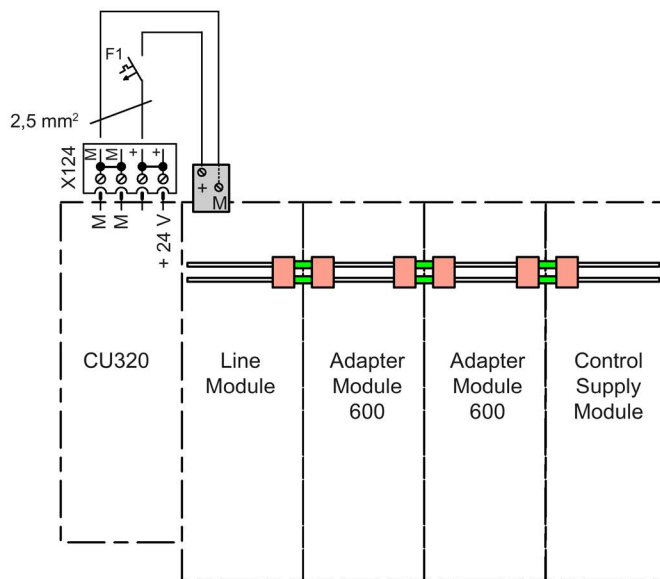 F1
2,5 mm²
X124
M M + +
+
M
M M + 24 V
CU320
Line
Module
Adapter
Module
600
Adapter
Module
600
Control
Supply
Module